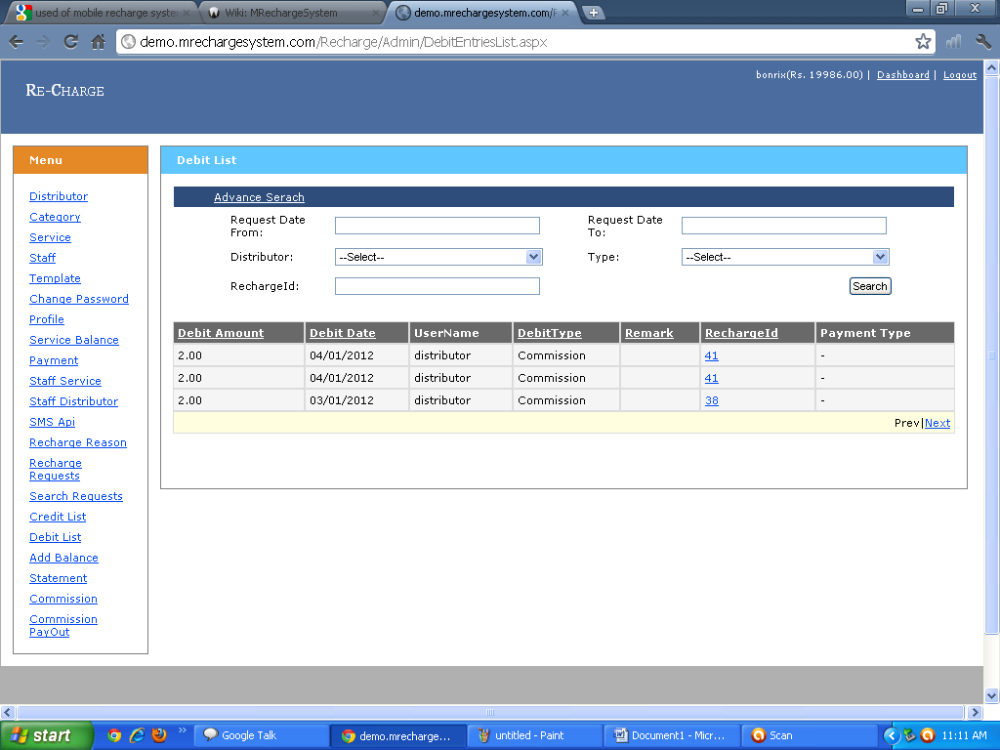 used of mobile recharge system
Wiki: MRechargeSystem
demo.mrechargesystem.com/R
demo.mrechargesystem.com/Recharge/Admin/DebitEntriesList.aspx
bonrix(Rs. 19986.00) | Dashboard | Logout
RE-CHARGE
Menu
Distributor
Category
Service
Staff
Template
Change Password
Profile
Service Balance
Payment
Staff Service
Staff Distributor
SMS Api
Recharge Reason
Recharge
Requests
Search Requests
Credit List
Debit List
Add Balance
Statement
Commission
Commission
PayOut
Debit List
Advance Serach
Request Date
From:
Request Date
To:
Distributor: --Select-- Type: --Select--
RechargeId: Search
Debit Amount Debit Date UserName DebitType Remark RechargeId Payment Type
2.00 04/01/2012 distributor Commission 41 -
2.00 04/01/2012 distributor Commission 41 -
2.00 03/01/2012 distributor Commission 38 -
Prev|Next
start Google Talk demo.mrecharge... untitled - Paint Document1 - Micr... Scan 11:11 AM